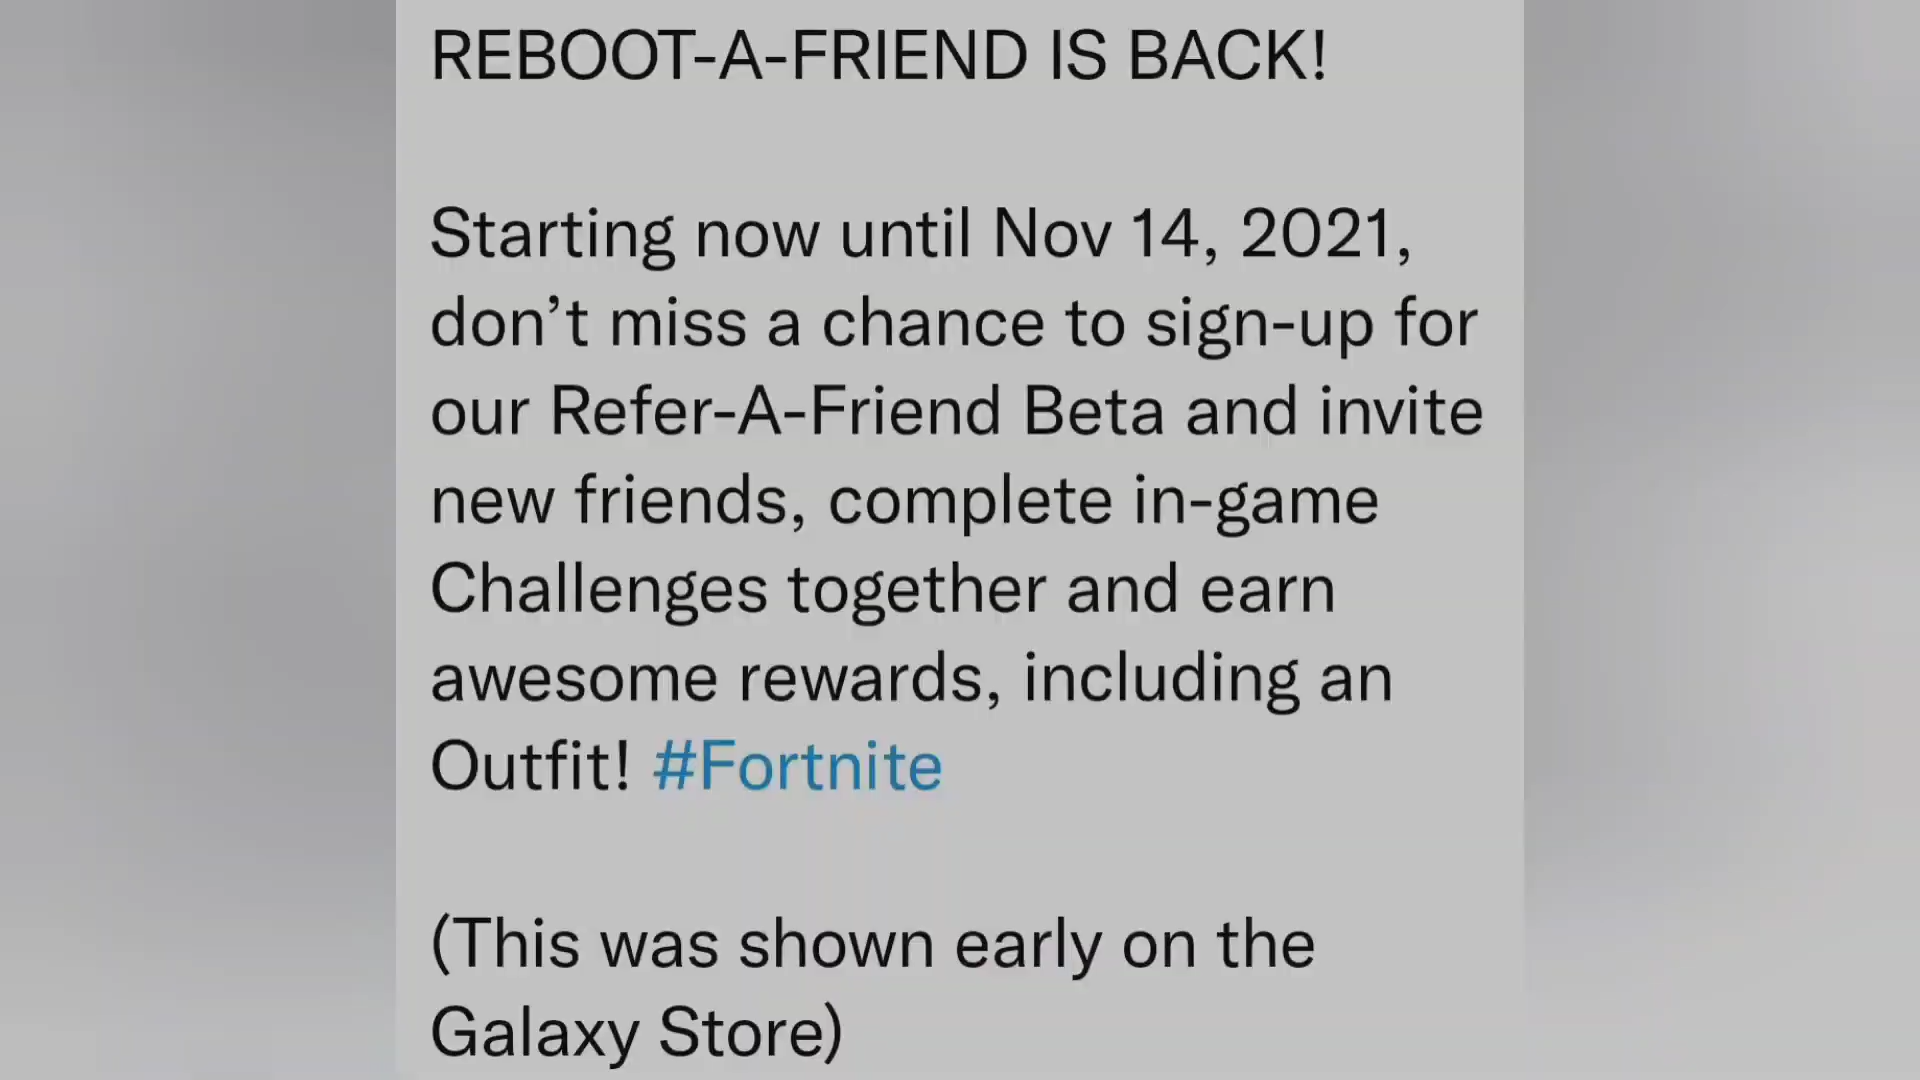 REBOOT-A-FRIEND IS BACK!
Starting now until Nov 14, 2021,
don’t miss a chance to sign-up for
our Refer-A-Friend Beta and invite
new friends, complete in-game
Challenges together and earn
awesome rewards, including an
Outfit! #Fortnite
(This was shown early on the
Galaxy Store)